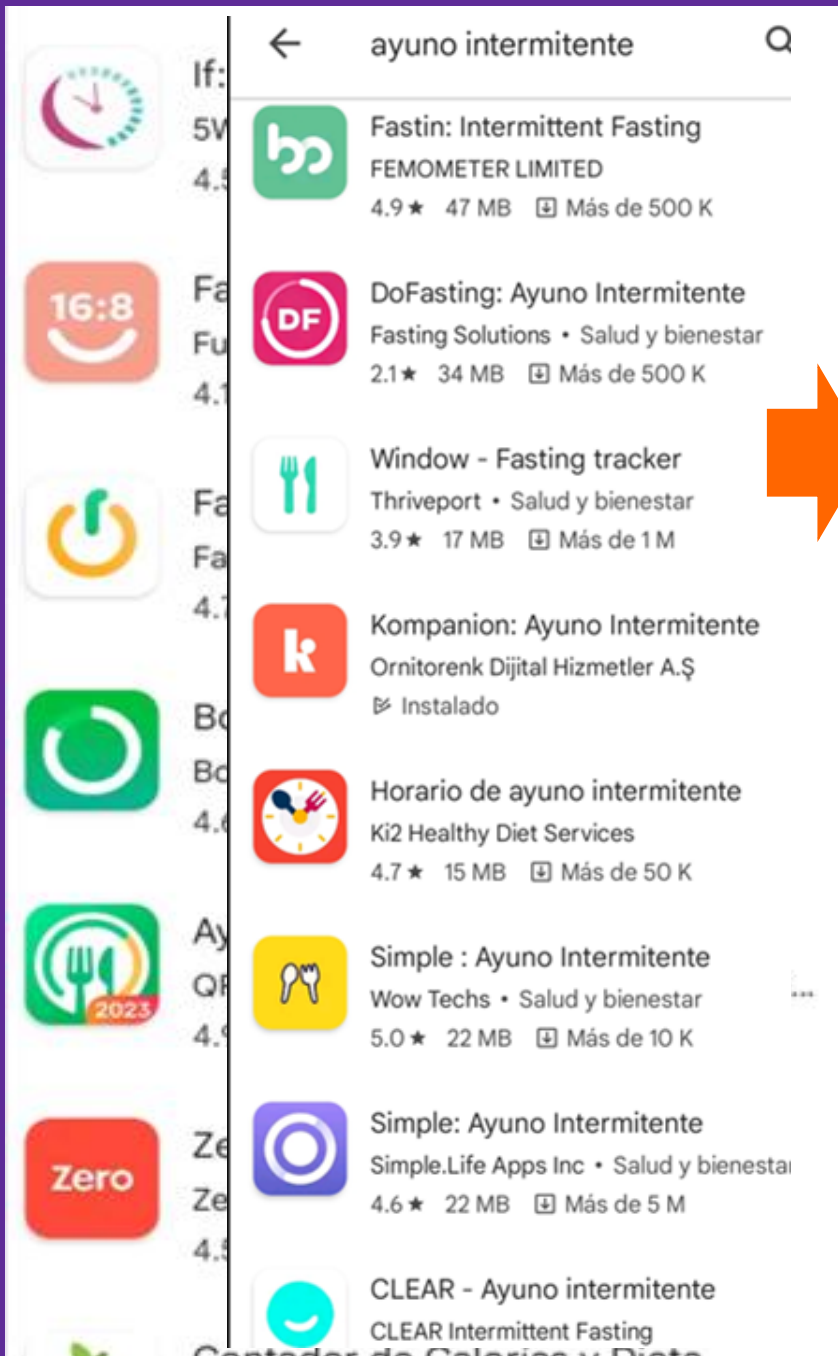 If:
5W
4.5
16:8
Fa
Fu
4.1
Fa
Fa
4.7
Bo
Bo
4.6
2023
Ay
QR
4.9
Zero
Ze
Ze
4.5
ayuno intermitente
Fastin: Intermittent Fasting
FEMOMETER LIMITED
4.9★ 47 MB Más de 500 K
DF
DoFasting: Ayuno Intermitente
Fasting Solutions • Salud y bienestar
2.1★ 34 MB Más de 500 K
Window - Fasting tracker
Thriveport • Salud y bienestar
3.9★ 17 MB Más de 1 M
k
Kompanion: Ayuno Intermitente
Ornitorenk Dijital Hizmetler A.Ş
Instalado
Horario de ayuno intermitente
Ki2 Healthy Diet Services
4.7★ 15 MB Más de 50 K
Simple : Ayuno Intermitente
Wow Techs • Salud y bienestar
5.0★ 22 MB Más de 10 K
...
Simple: Ayuno Intermitente
Simple.Life Apps Inc • Salud y bienestar
4.6★ 22 MB Más de 5 M
CLEAR - Ayuno intermitente
CLEAR Intermittent Fasting
Contador de Calorías y Dieta